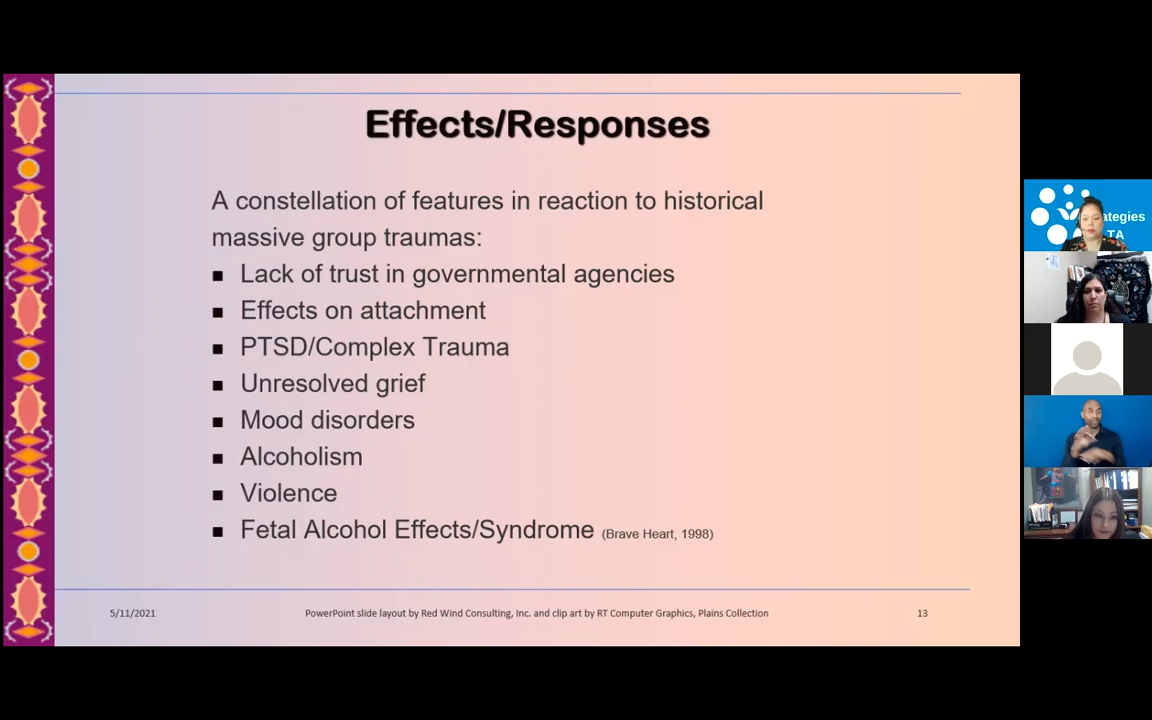 Effects/Responses
A constellation of features in reaction to historical
massive group traumas:
▪ Lack of trust in governmental agencies
▪ Effects on attachment
▪ PTSD/Complex Trauma
▪ Unresolved grief
▪ Mood disorders
▪ Alcoholism
▪ Violence
▪ Fetal Alcohol Effects/Syndrome (Brave Heart, 1998)
5/11/2021 PowerPoint slide layout by Red Wind Consulting, Inc. and clip art by RT Computer Graphics, Plains Collection 13
ategies
TA